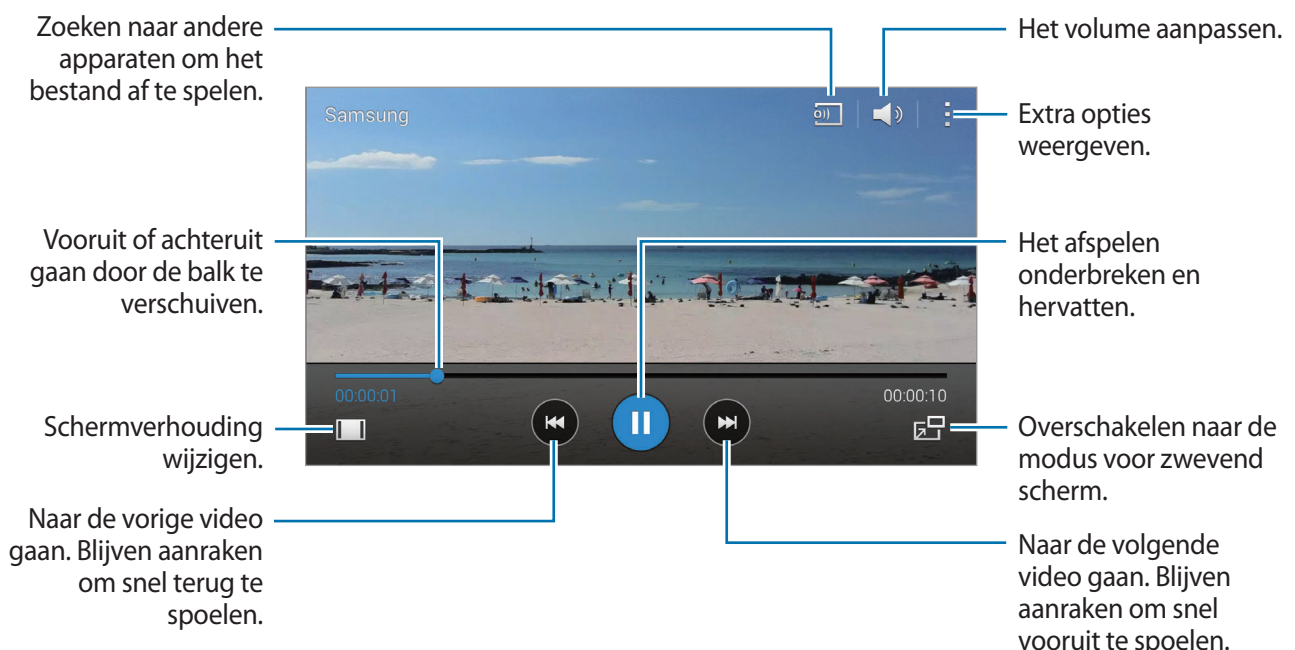 Zoeken naar andere
apparaten om het
bestand af te spelen.
Het volume aanpassen.
Samsung
Extra opties
weergeven.
Vooruit of achteruit
gaan door de balk te
verschuiven.
Het afspelen
onderbreken en
hervatten.
00:00:01
00:00:10
Schermverhouding
wijzigen.
Overschakelen naar de
modus voor zwevend
scherm.
Naar de vorige video
gaan. Blijven aanraken
om snel terug te
spoelen.
Naar de volgende
video gaan. Blijven
aanraken om snel
vooruit te spoelen.